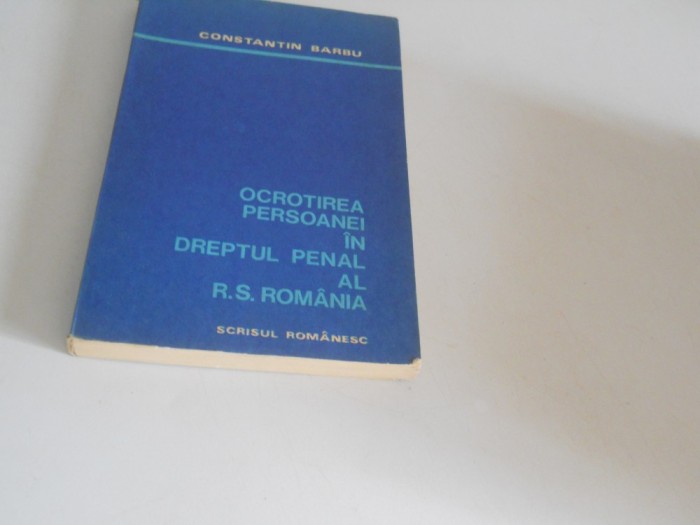 CONSTANTIN BARBU
OCROTIREA
PERSOANEI
ÎN
DREPTUL PENAL
AL
R.S. ROMÂNIA
SCRISUL ROMÂNESC